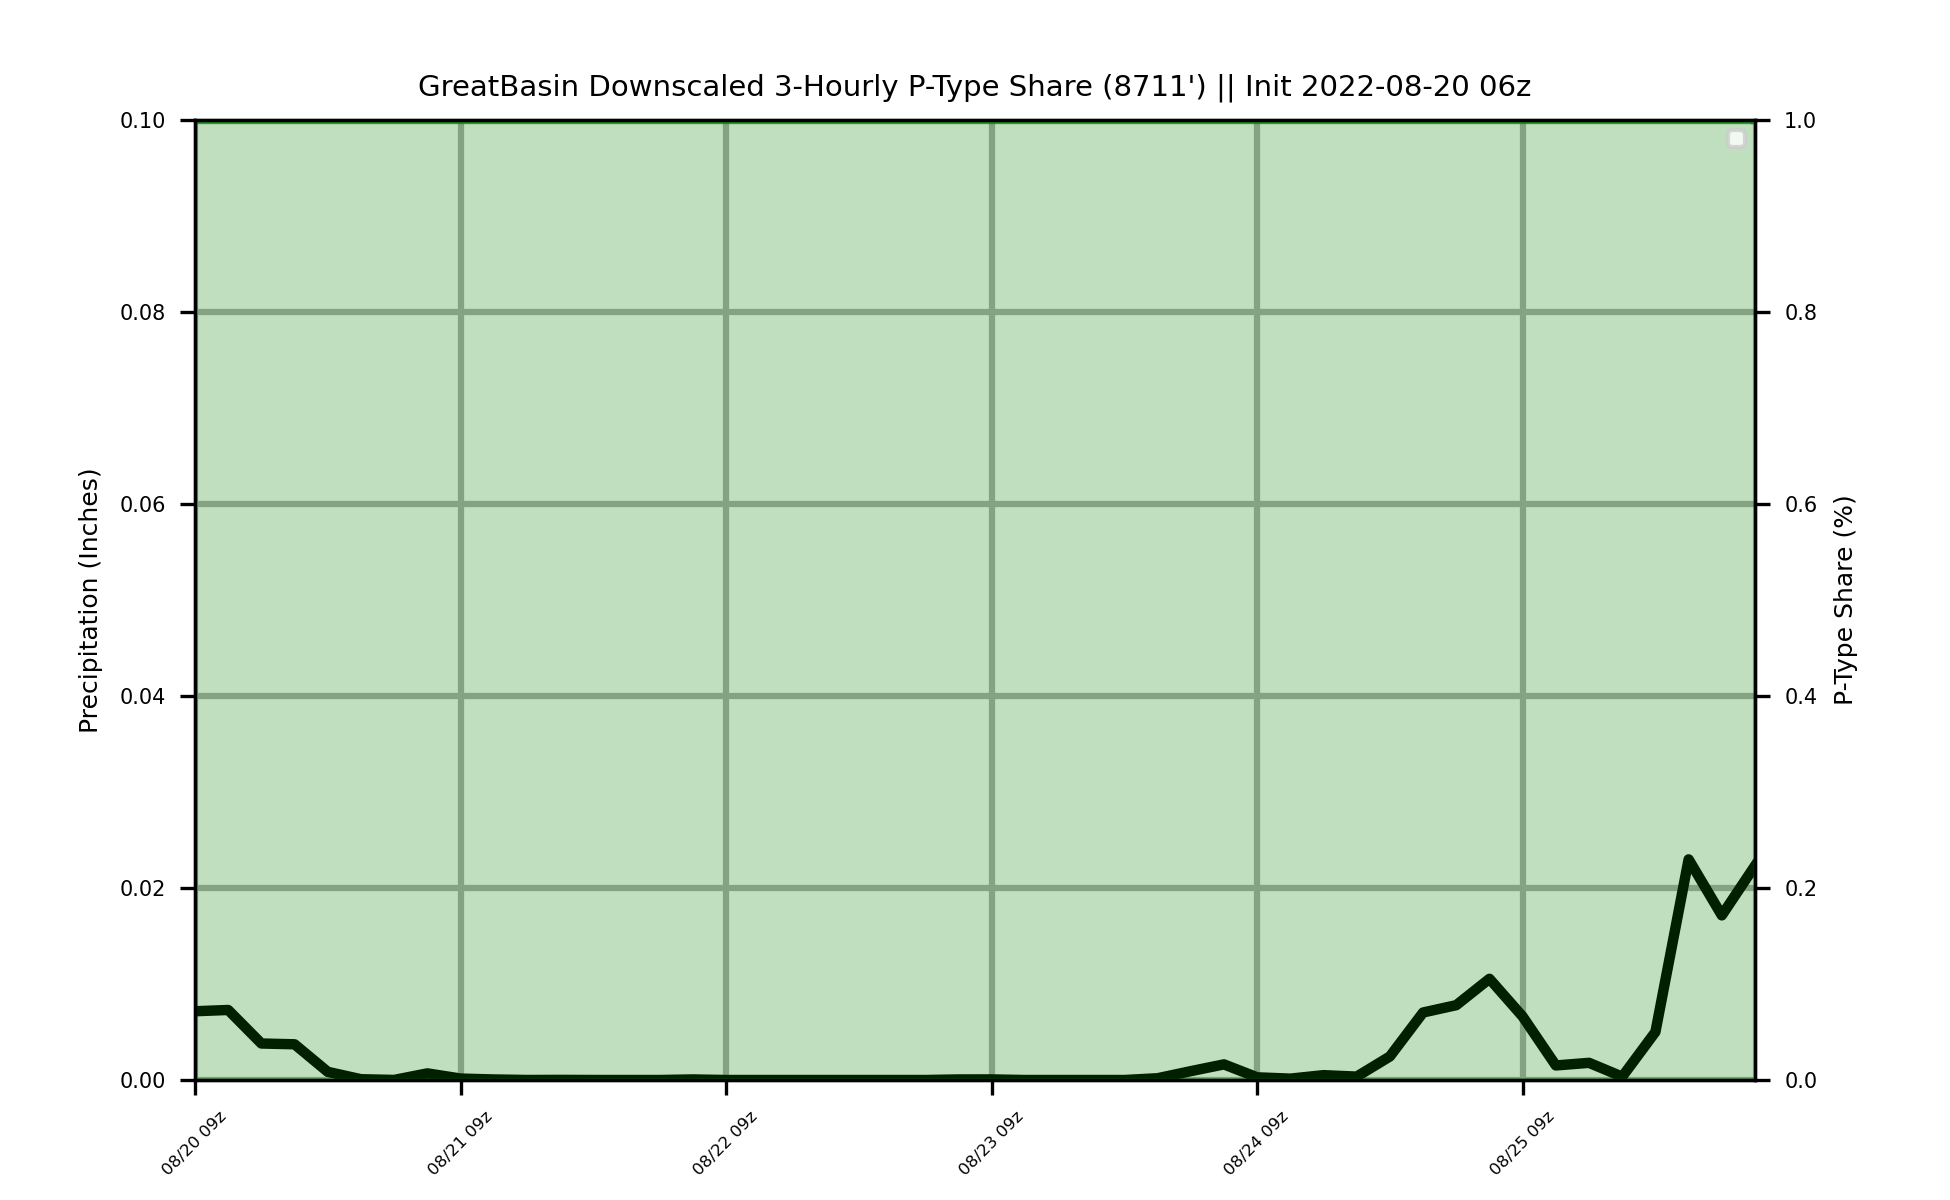 GreatBasin Downscaled 3-Hourly P-Type Share (8711') || Init 2022-08-20 06z
Precipitation (Inches)
0.10
0.08
0.06
0.04
0.02
0.00
1.0
0.8
0.6
0.4
0.2
0.0
P-Type Share (%)
08/20 09z
08/21 09z
08/22 09z
08/23 09z
08/24 09z
08/25 09z